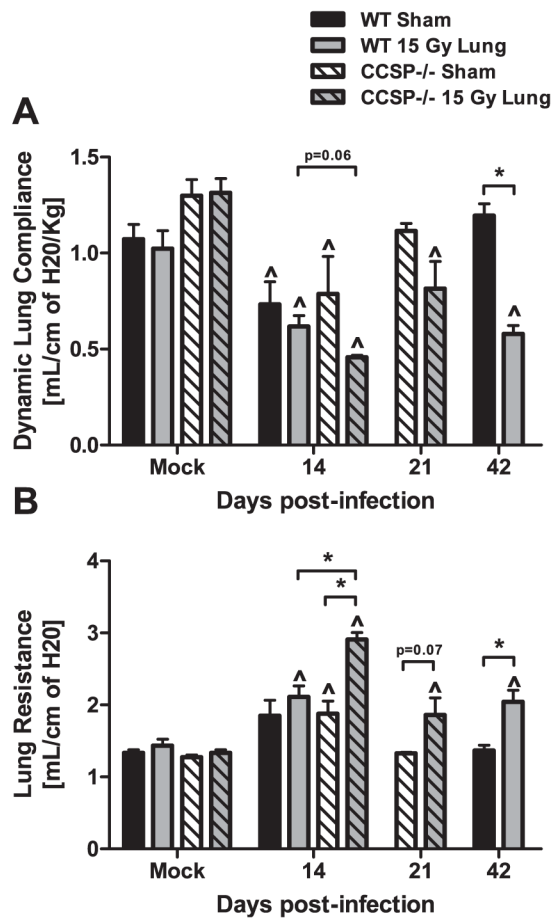 WT Sham
WT 15 Gy Lung
CCSP-/- Sham
CCSP-/- 15 Gy Lung
A
Dynamic Lung Compliance
[mL/cm of H20/Kg]
1.5
1.0
0.5
0.0
p=0.06
*
^ ^ ^ ^ ^ ^
Mock 14 21 42
Days post-infection
B
Lung Resistance
[mL/cm of H20]
4
3
2
1
0
*
*
p=0.07
*
^ ^ ^ ^ ^
Mock 14 21 42
Days post-infection